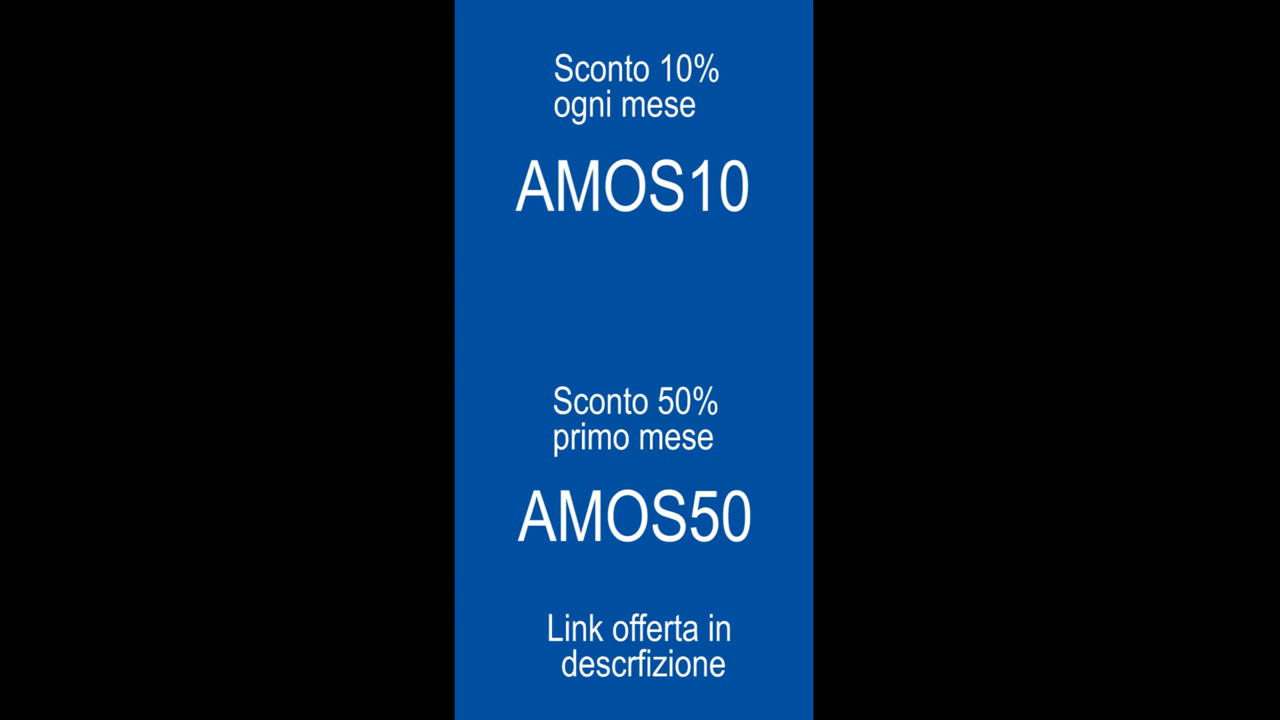 Sconto 10%
ogni mese
AMOS10
Sconto 50%
primo mese
AMOS50
Link offerta in
descrfizione